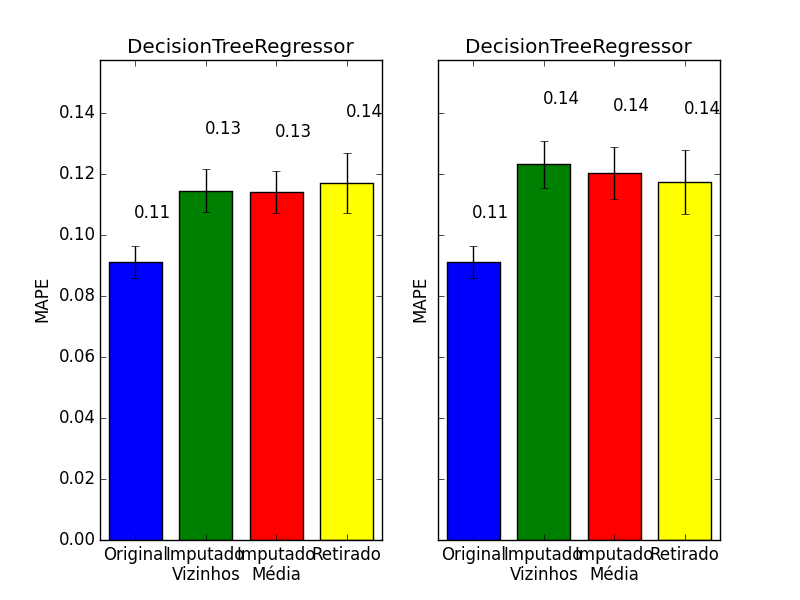 DecisionTreeRegressor
MAPE
0.14
0.12
0.10
0.08
0.06
0.04
0.02
0.00
0.11
0.13
0.13
0.14
Original
Imputado
Vizinhos
Imputado
Média
Retirado
DecisionTreeRegressor
MAPE
0.11
0.14
0.14
0.14
Original
Imputado
Vizinhos
Imputado
Média
Retirado